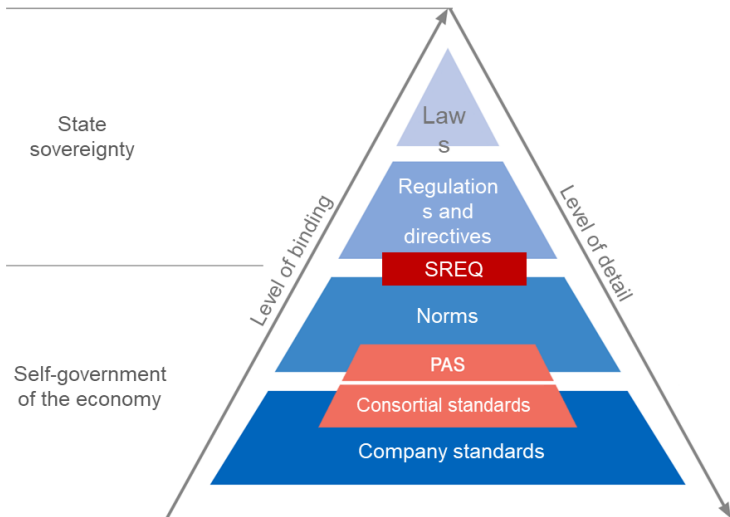 State
sovereignty
Self-government
of the economy
Level of binding
Law
s
Regulation
s and
directives
SREQ
Norms
PAS
Consortial standards
Company standards
Level of detail